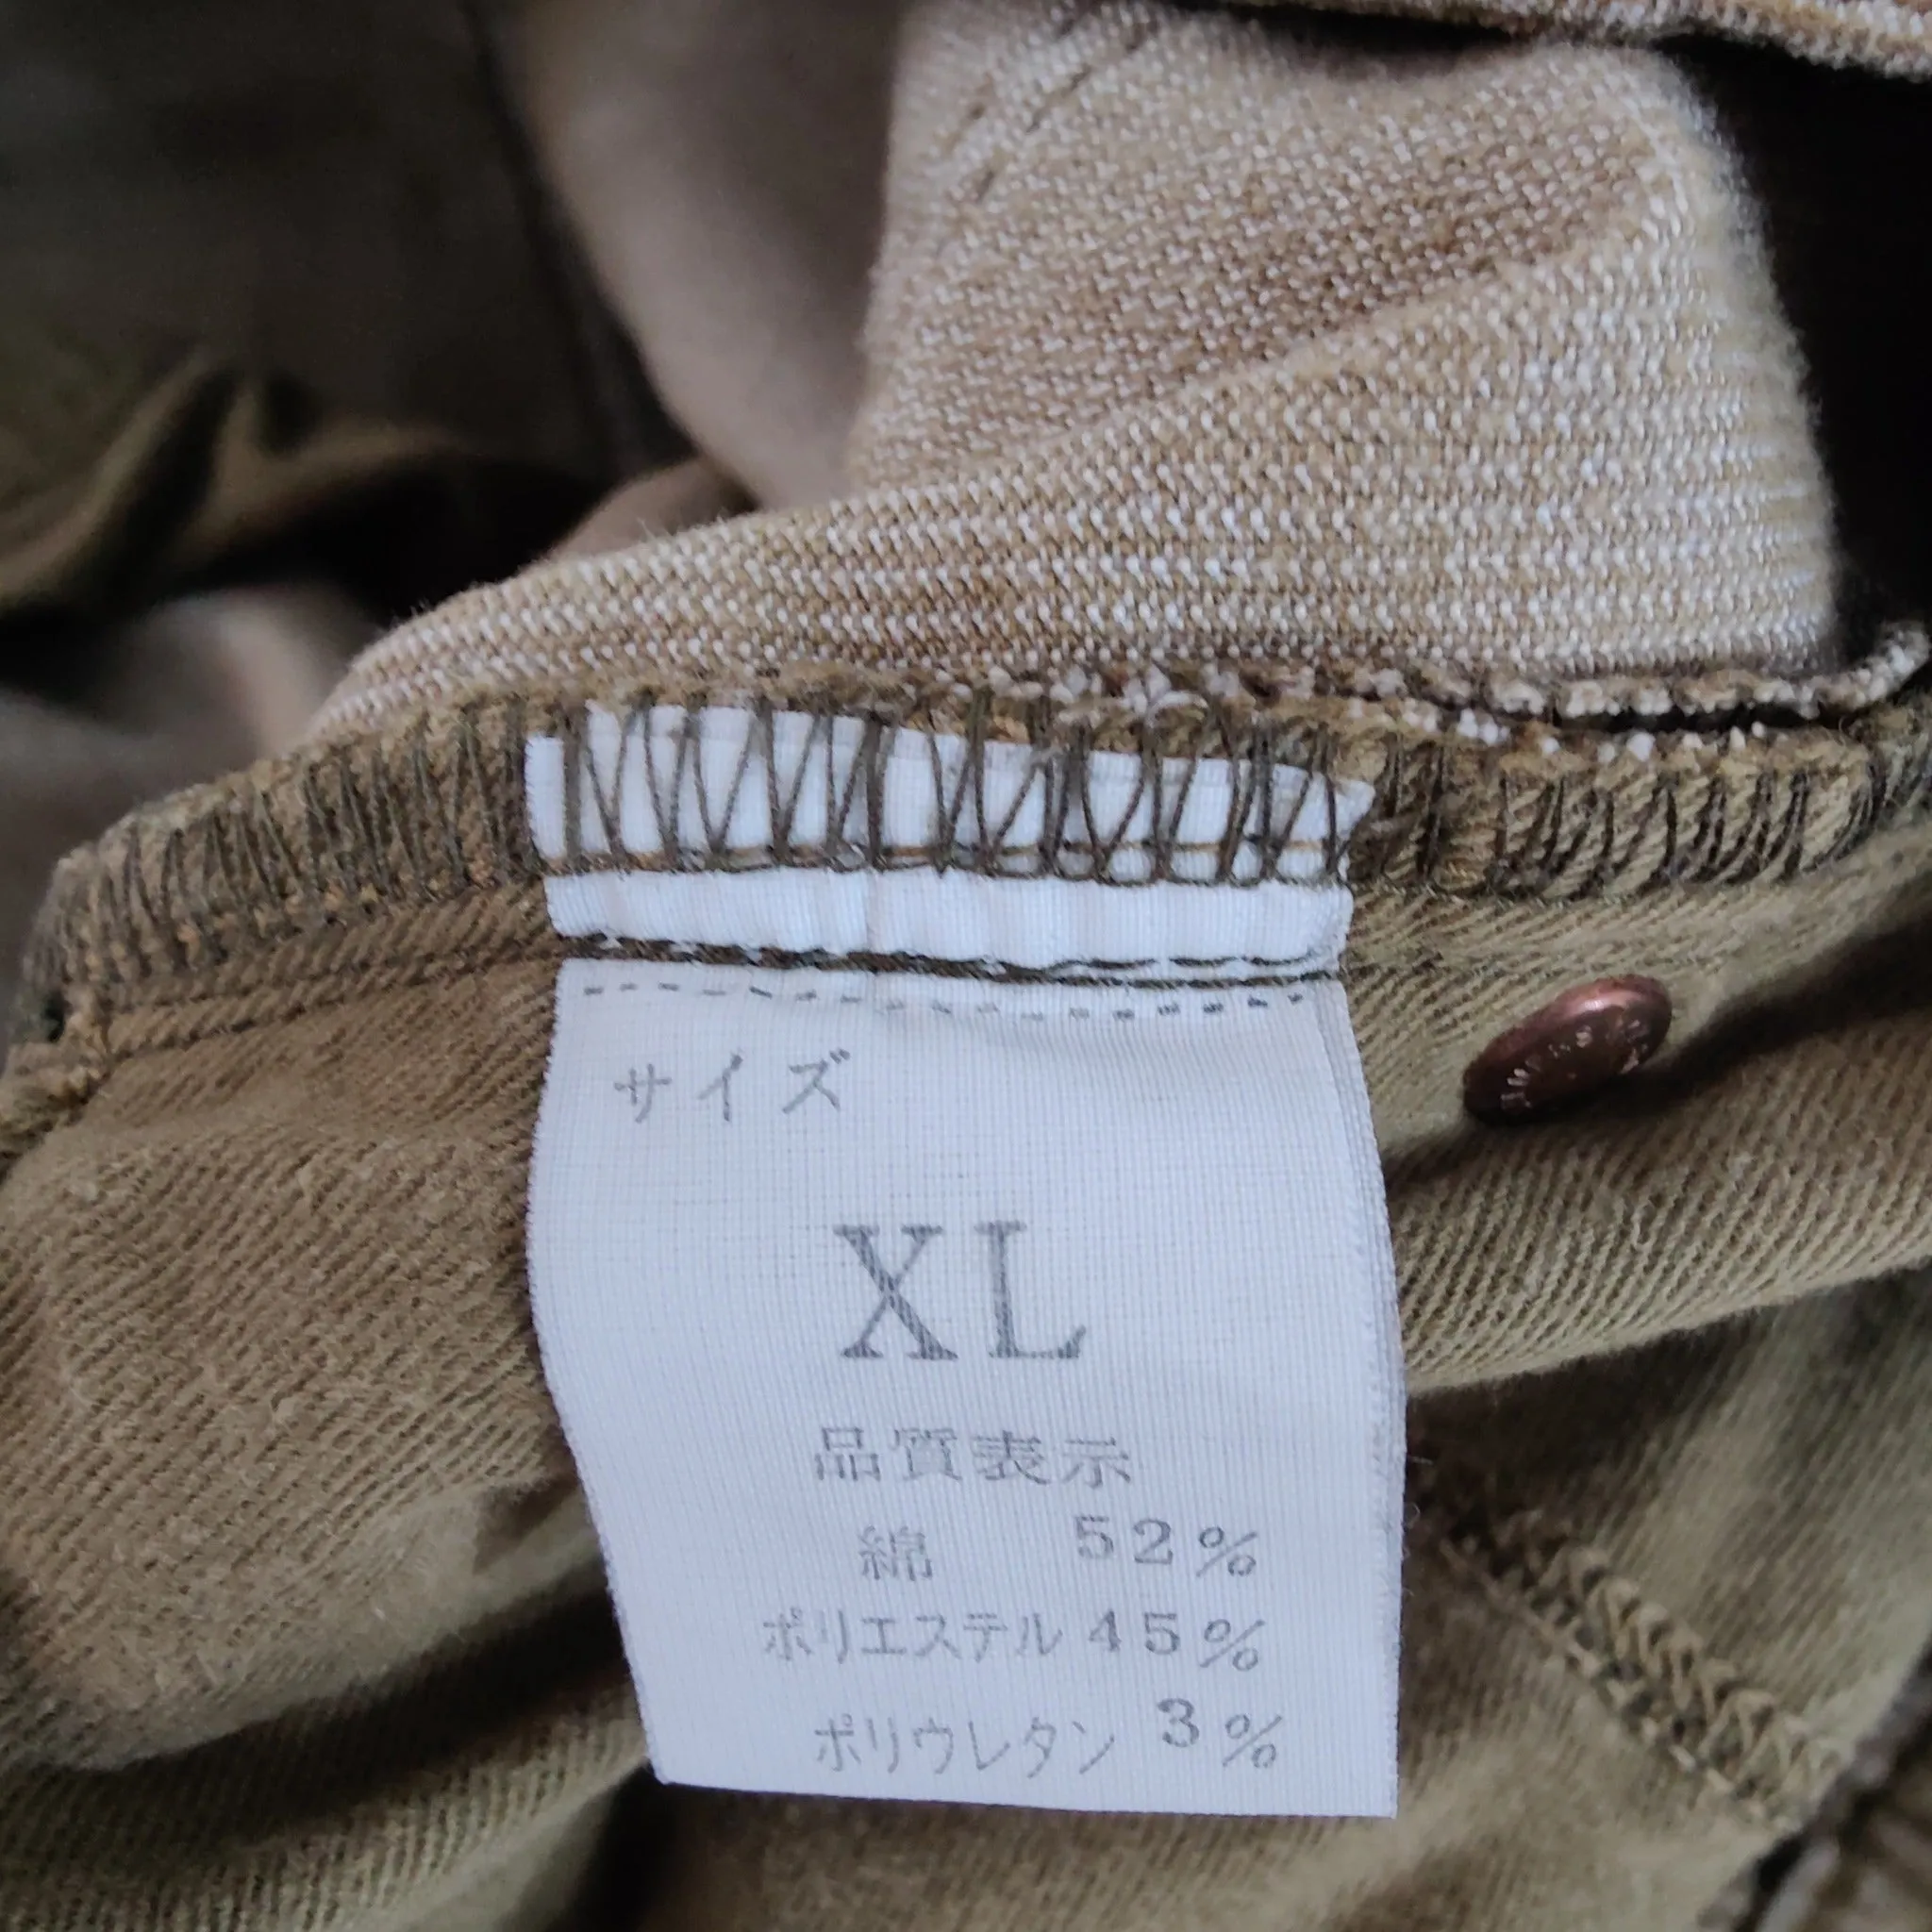 サイズ
XL
品質表示
綿 52%
ポリエステル 45%
ポリウレタン 3%